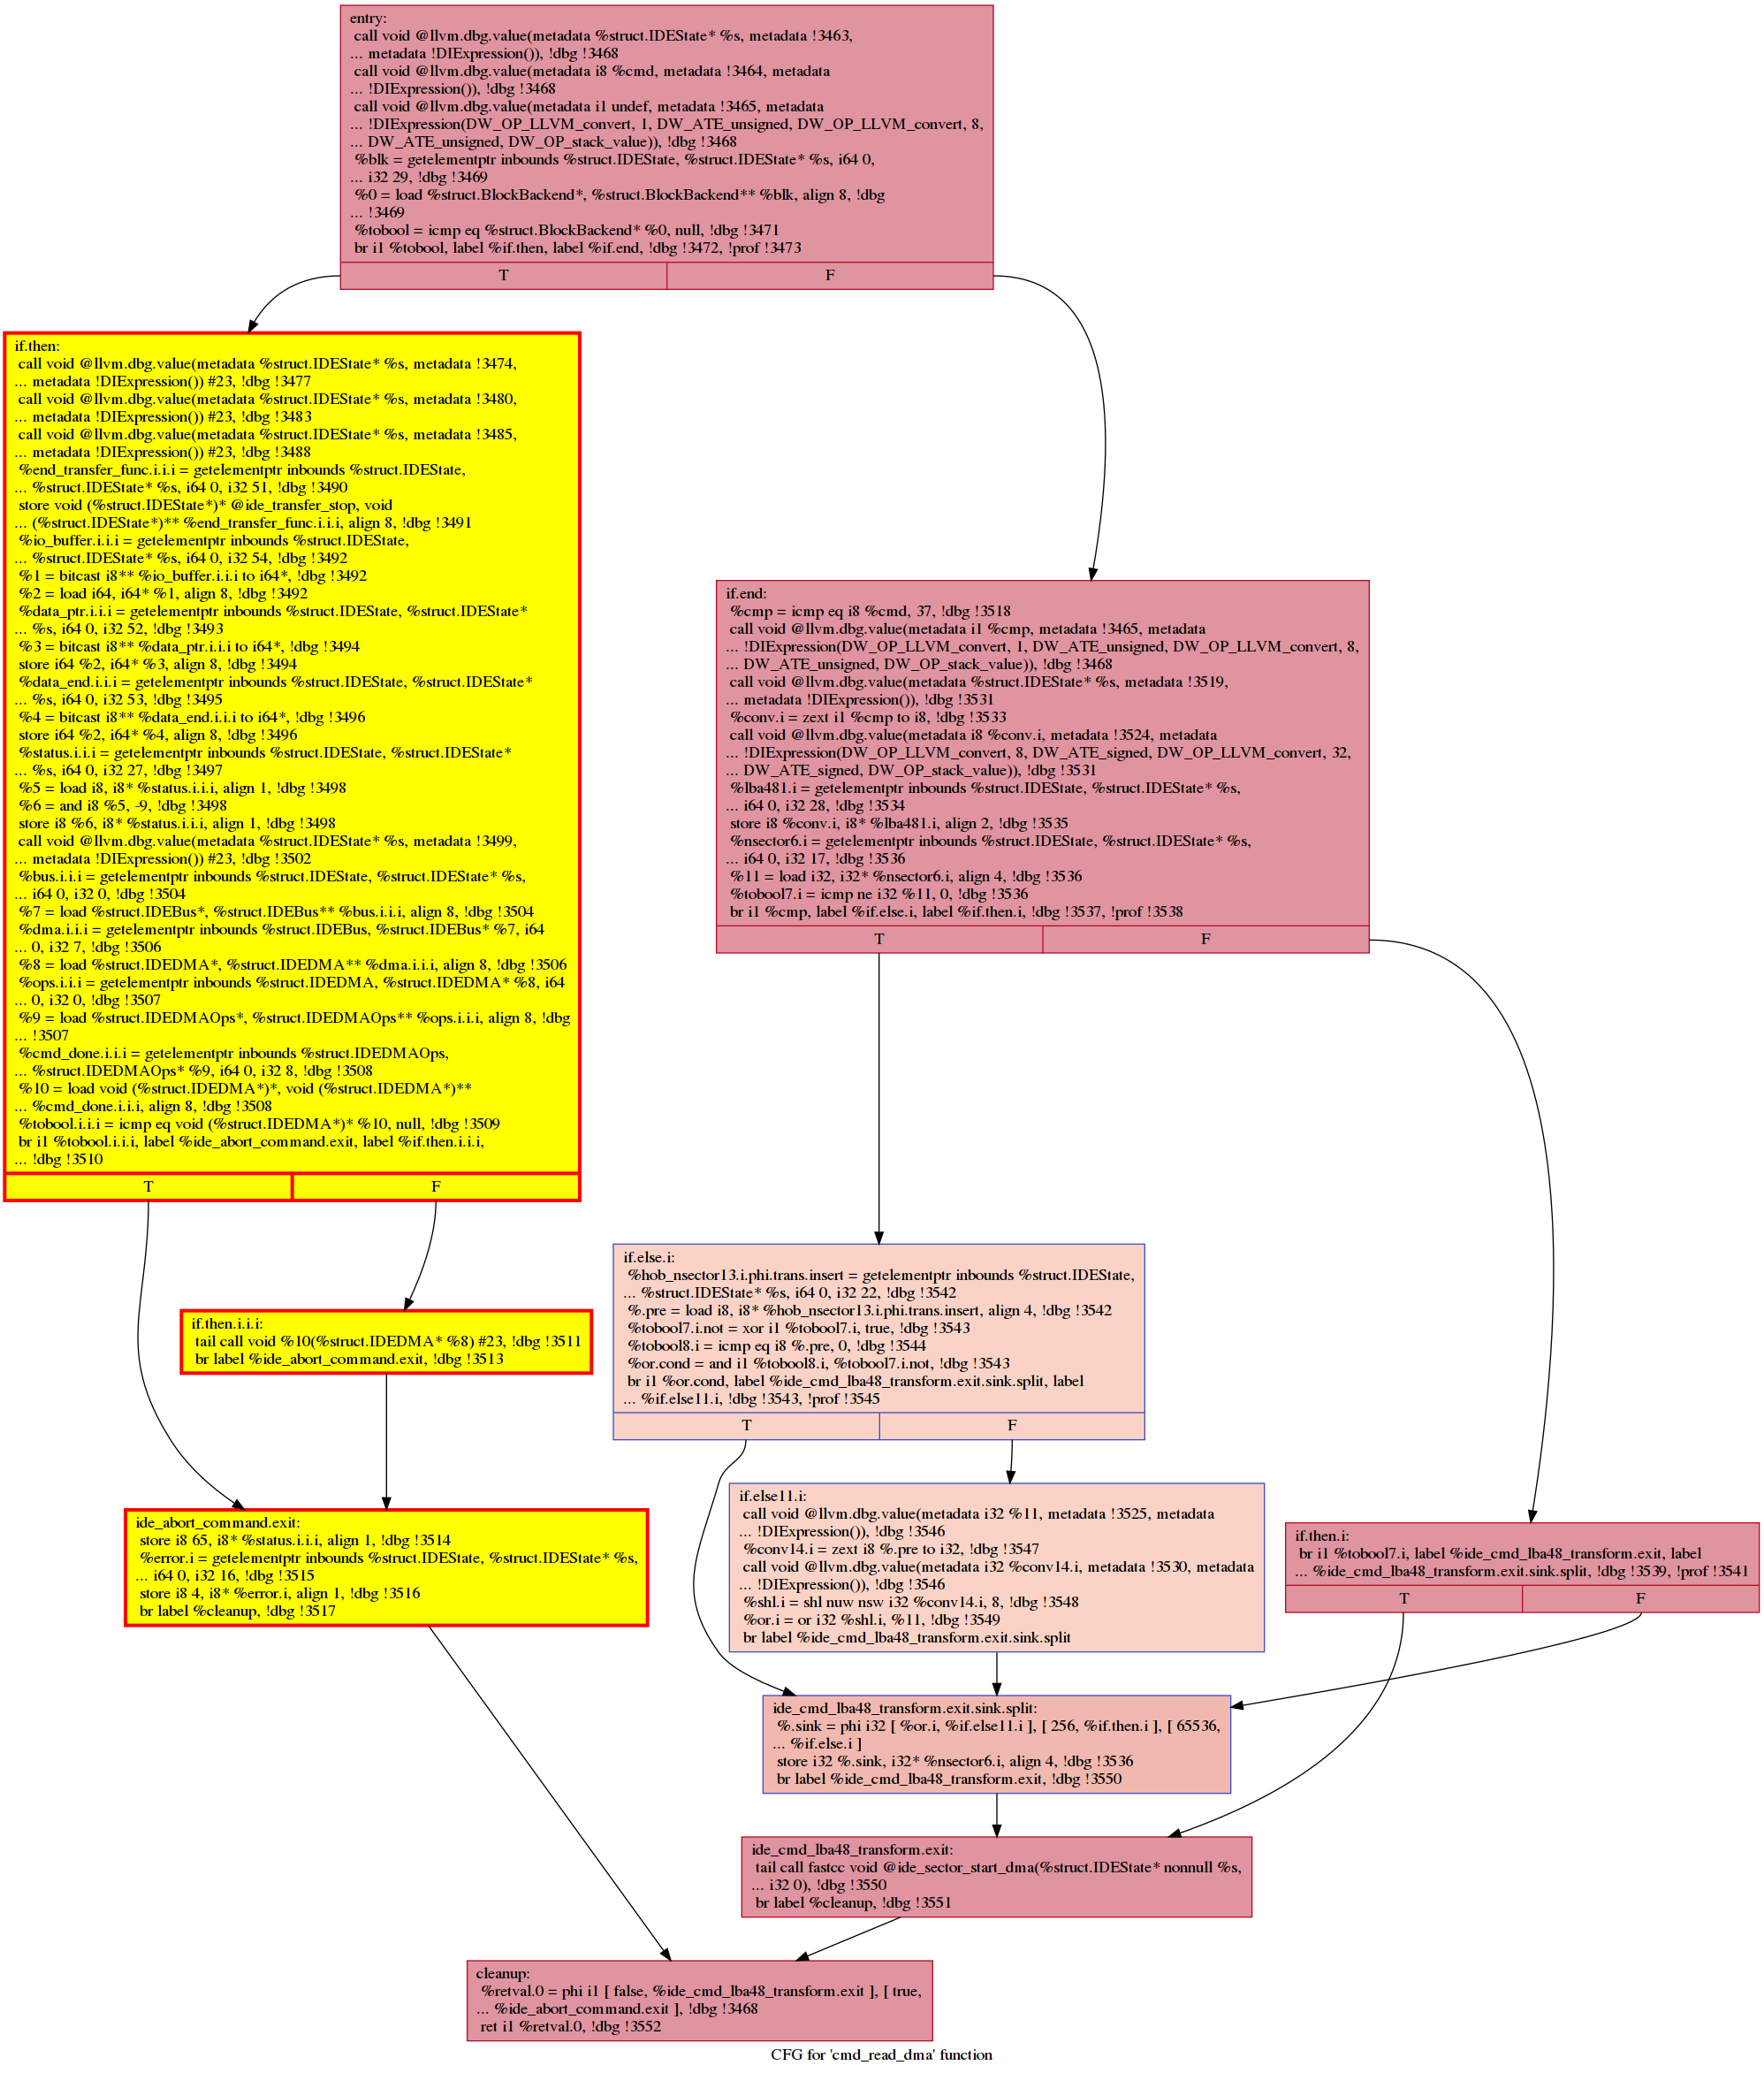 entry:
call void @llvm.dbg.value(metadata %struct.IDEState* %s, metadata !3463,
... metadata !DIExpression()), !dbg !3468
call void @llvm.dbg.value(metadata i8 %cmd, metadata !3464, metadata
... !DIExpression()), !dbg !3468
call void @llvm.dbg.value(metadata i1 undef, metadata !3465, metadata
... !DIExpression(DW_OP_LLVM_convert, 1, DW_ATE_unsigned, DW_OP_LLVM_convert, 8,
... DW_ATE_unsigned, DW_OP_stack_value)), !dbg !3468
%blk = getelementptr inbounds %struct.IDEState, %struct.IDEState* %s, i64 0,
... i32 29, !dbg !3469
%0 = load %struct.BlockBackend*, %struct.BlockBackend** %blk, align 8, !dbg
... !3469
%tobool = icmp eq %struct.BlockBackend* %0, null, !dbg !3471
br i1 %tobool, label %if.then, label %if.end, !dbg !3472, !prof !3473
T
F
if.then:
call void @llvm.dbg.value(metadata %struct.IDEState* %s, metadata !3474,
... metadata !DIExpression()) #23, !dbg !3477
call void @llvm.dbg.value(metadata %struct.IDEState* %s, metadata !3480,
... metadata !DIExpression()) #23, !dbg !3483
call void @llvm.dbg.value(metadata %struct.IDEState* %s, metadata !3485,
... metadata !DIExpression()) #23, !dbg !3488
%end_transfer_func.i.i.i = getelementptr inbounds %struct.IDEState,
... %struct.IDEState* %s, i64 0, i32 51, !dbg !3490
store void (%struct.IDEState*)* @ide_transfer_stop, void
... (%struct.IDEState*)** %end_transfer_func.i.i.i, align 8, !dbg !3491
%io_buffer.i.i.i = getelementptr inbounds %struct.IDEState,
... %struct.IDEState* %s, i64 0, i32 54, !dbg !3492
%1 = bitcast i8** %io_buffer.i.i.i to i64*, !dbg !3492
%2 = load i64, i64* %1, align 8, !dbg !3492
%data_ptr.i.i.i = getelementptr inbounds %struct.IDEState, %struct.IDEState*
... %s, i64 0, i32 52, !dbg !3493
%3 = bitcast i8** %data_ptr.i.i.i to i64*, !dbg !3494
store i64 %2, i64* %3, align 8, !dbg !3494
%data_end.i.i.i = getelementptr inbounds %struct.IDEState, %struct.IDEState*
... %s, i64 0, i32 53, !dbg !3495
%4 = bitcast i8** %data_end.i.i.i to i64*, !dbg !3496
store i64 %2, i64* %4, align 8, !dbg !3496
%status.i.i.i = getelementptr inbounds %struct.IDEState, %struct.IDEState*
... %s, i64 0, i32 27, !dbg !3497
%5 = load i8, i8* %status.i.i.i, align 1, !dbg !3498
%6 = and i8 %5, -9, !dbg !3498
store i8 %6, i8* %status.i.i.i, align 1, !dbg !3498
call void @llvm.dbg.value(metadata %struct.IDEState* %s, metadata !3499,
... metadata !DIExpression()) #23, !dbg !3502
%bus.i.i.i = getelementptr inbounds %struct.IDEState, %struct.IDEState* %s,
... i64 0, i32 0, !dbg !3504
%7 = load %struct.IDEBus*, %struct.IDEBus** %bus.i.i.i, align 8, !dbg !3504
%dma.i.i.i = getelementptr inbounds %struct.IDEBus, %struct.IDEBus* %7, i64
... 0, i32 7, !dbg !3506
%8 = load %struct.IDEDMA*, %struct.IDEDMA** %dma.i.i.i, align 8, !dbg !3506
%ops.i.i.i = getelementptr inbounds %struct.IDEDMA, %struct.IDEDMA* %8, i64
... 0, i32 0, !dbg !3507
%9 = load %struct.IDEDMAOps*, %struct.IDEDMAOps** %ops.i.i.i, align 8, !dbg
... !3507
%cmd_done.i.i.i = getelementptr inbounds %struct.IDEDMAOps,
... %struct.IDEDMAOps* %9, i64 0, i32 8, !dbg !3508
%10 = load void (%struct.IDEDMA*)*, void (%struct.IDEDMA*)**
... %cmd_done.i.i.i, align 8, !dbg !3508
%tobool.i.i.i = icmp eq void (%struct.IDEDMA*)* %10, null, !dbg !3509
br i1 %tobool.i.i.i, label %ide_abort_command.exit, label %if.then.i.i.i,
... !dbg !3510
T
F
if.end:
%cmp = icmp eq i8 %cmd, 37, !dbg !3518
call void @llvm.dbg.value(metadata i1 %cmp, metadata !3465, metadata
... !DIExpression(DW_OP_LLVM_convert, 1, DW_ATE_unsigned, DW_OP_LLVM_convert, 8,
... DW_ATE_unsigned, DW_OP_stack_value)), !dbg !3468
call void @llvm.dbg.value(metadata %struct.IDEState* %s, metadata !3519,
... metadata !DIExpression()), !dbg !3531
%conv.i = zext i1 %cmp to i8, !dbg !3533
call void @llvm.dbg.value(metadata i8 %conv.i, metadata !3524, metadata
... !DIExpression(DW_OP_LLVM_convert, 8, DW_ATE_signed, DW_OP_LLVM_convert, 32,
... DW_ATE_signed, DW_OP_stack_value)), !dbg !3531
%lba481.i = getelementptr inbounds %struct.IDEState, %struct.IDEState* %s,
... i64 0, i32 28, !dbg !3534
store i8 %conv.i, i8* %lba481.i, align 2, !dbg !3535
%nsector6.i = getelementptr inbounds %struct.IDEState, %struct.IDEState* %s,
... i64 0, i32 17, !dbg !3536
%11 = load i32, i32* %nsector6.i, align 4, !dbg !3536
%tobool7.i = icmp ne i32 %11, 0, !dbg !3536
br i1 %cmp, label %if.else.i, label %if.then.i, !dbg !3537, !prof !3538
T
F
if.else.i:
%hob_nsector13.i.phi.trans.insert = getelementptr inbounds %struct.IDEState,
... %struct.IDEState* %s, i64 0, i32 22, !dbg !3542
%.pre = load i8, i8* %hob_nsector13.i.phi.trans.insert, align 4, !dbg !3542
%tobool7.i.not = xor i1 %tobool7.i, true, !dbg !3543
%tobool8.i = icmp eq i8 %.pre, 0, !dbg !3544
%or.cond = and i1 %tobool8.i, %tobool7.i.not, !dbg !3543
br i1 %or.cond, label %ide_cmd_lba48_transform.exit.sink.split, label
... %if.else11.i, !dbg !3543, !prof !3545
T
F
if.then.i.i.i:
tail call void %10(%struct.IDEDMA* %8) #23, !dbg !3511
br label %ide_abort_command.exit, !dbg !3513
if.else11.i:
call void @llvm.dbg.value(metadata i32 %11, metadata !3525, metadata
... !DIExpression()), !dbg !3546
%conv14.i = zext i8 %.pre to i32, !dbg !3547
call void @llvm.dbg.value(metadata i32 %conv14.i, metadata !3530, metadata
... !DIExpression()), !dbg !3546
%shl.i = shl nuw nsw i32 %conv14.i, 8, !dbg !3548
%or.i = or i32 %shl.i, %11, !dbg !3549
br label %ide_cmd_lba48_transform.exit.sink.split
ide_abort_command.exit:
store i8 65, i8* %status.i.i.i, align 1, !dbg !3514
%error.i = getelementptr inbounds %struct.IDEState, %struct.IDEState* %s,
... i64 0, i32 16, !dbg !3515
store i8 4, i8* %error.i, align 1, !dbg !3516
br label %cleanup, !dbg !3517
if.then.i:
br i1 %tobool7.i, label %ide_cmd_lba48_transform.exit, label
... %ide_cmd_lba48_transform.exit.sink.split, !dbg !3539, !prof !3541
T
F
ide_cmd_lba48_transform.exit.sink.split:
%.sink = phi i32 [ %or.i, %if.else11.i ], [ 256, %if.then.i ], [ 65536,
... %if.else.i ]
store i32 %.sink, i32* %nsector6.i, align 4, !dbg !3536
br label %ide_cmd_lba48_transform.exit, !dbg !3550
ide_cmd_lba48_transform.exit:
tail call fastcc void @ide_sector_start_dma(%struct.IDEState* nonnull %s,
... i32 0), !dbg !3550
br label %cleanup, !dbg !3551
cleanup:
%retval.0 = phi i1 [ false, %ide_cmd_lba48_transform.exit ], [ true,
... %ide_abort_command.exit ], !dbg !3468
ret i1 %retval.0, !dbg !3552
CFG for 'cmd_read_dma' function